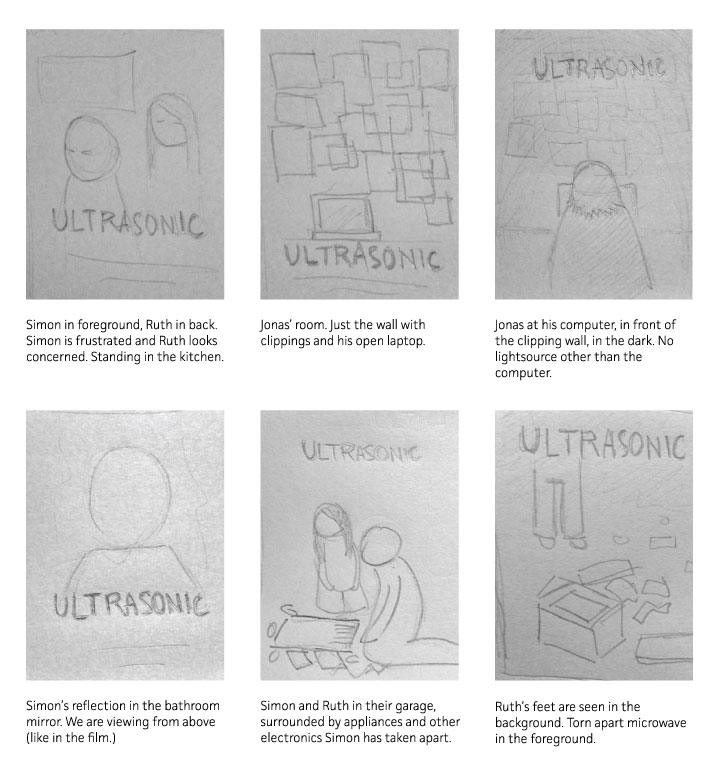 ULTRASONIC
Simon in foreground, Ruth in back.
Simon is frustrated and Ruth looks
concerned. Standing in the kitchen.
ULTRASONIC
Jonas' room. Just the wall with
clippings and his open laptop.
ULTRASONIC
Jonas at his computer, in front of
the clipping wall, in the dark. No
lightsource other than the
computer.
ULTRASONIC
Simon's reflection in the bathroom
mirror. We are viewing from above
(like in the film.)
ULTRASONIC
Simon and Ruth in their garage,
surrounded by appliances and other
electronics Simon has taken apart.
ULTRASONIC
Ruth's feet are seen in the
background. Torn apart microwave
in the foreground.